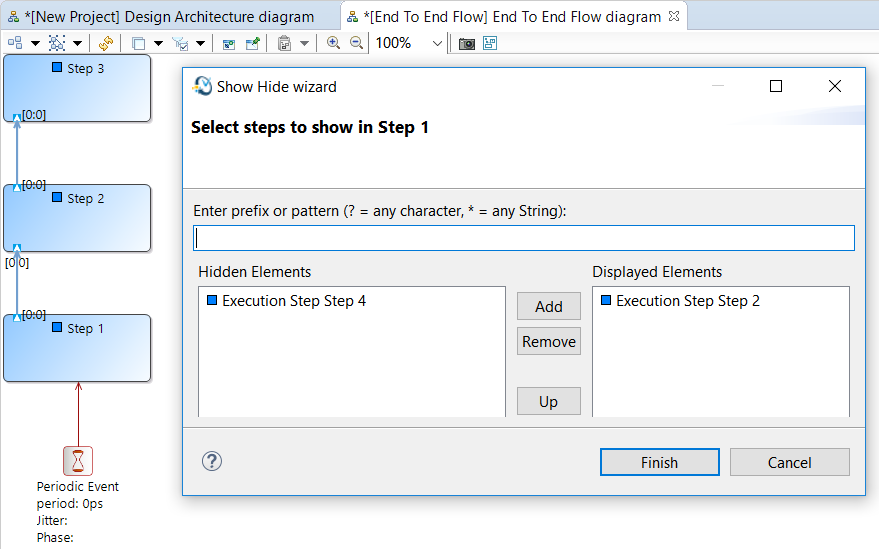 *[New Project] Design Architecture diagram
*[End To End Flow] End To End Flow diagram
100%
Step 3
[0:0]
[0:0]
Step 2
[0:0]
[0:0]
Step 1
Periodic Event
period: 0ps
Jitter:
Phase:
Show Hide wizard
Select steps to show in Step 1
Enter prefix or pattern (? = any character, * = any String):
Hidden Elements
Displayed Elements
Execution Step Step 4
Add
Execution Step Step 2
Remove
Up
?
Finish
Cancel